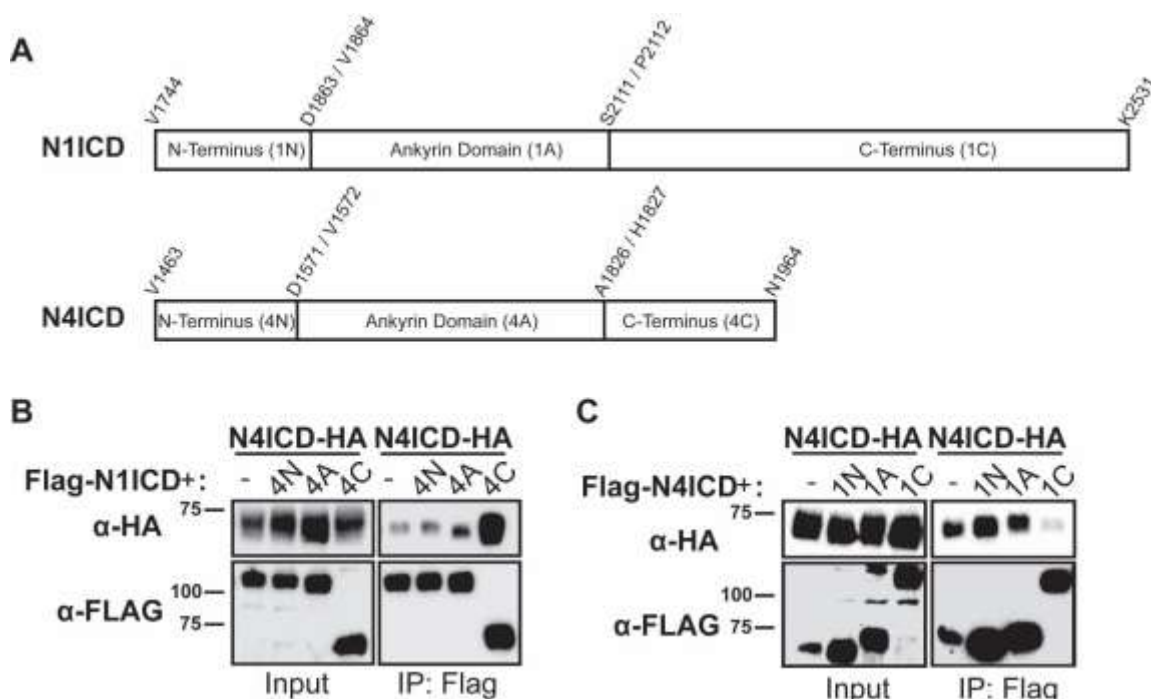 A
V1744
D1863 / V1864
S2111 / P2112
K2531
N1ICD
N-Terminus (1N)
Ankyrin Domain (1A)
C-Terminus (1C)
V1463
D1571 / V1572
A1826 / H1827
N1964
N4ICD
N-Terminus (4N)
Ankyrin Domain (4A)
C-Terminus (4C)
B
N4ICD-HA N4ICD-HA
Flag-N1ICD+: - 4N 4A 4C - 4N 4A 4C
75
α-HA
100
α-FLAG
75
Input IP: Flag
C
N4ICD-HA N4ICD-HA
Flag-N4ICD+: - 1N 1A 1C - 1N 1A 1C
75
α-HA
100
α-FLAG
75
Input IP: Flag